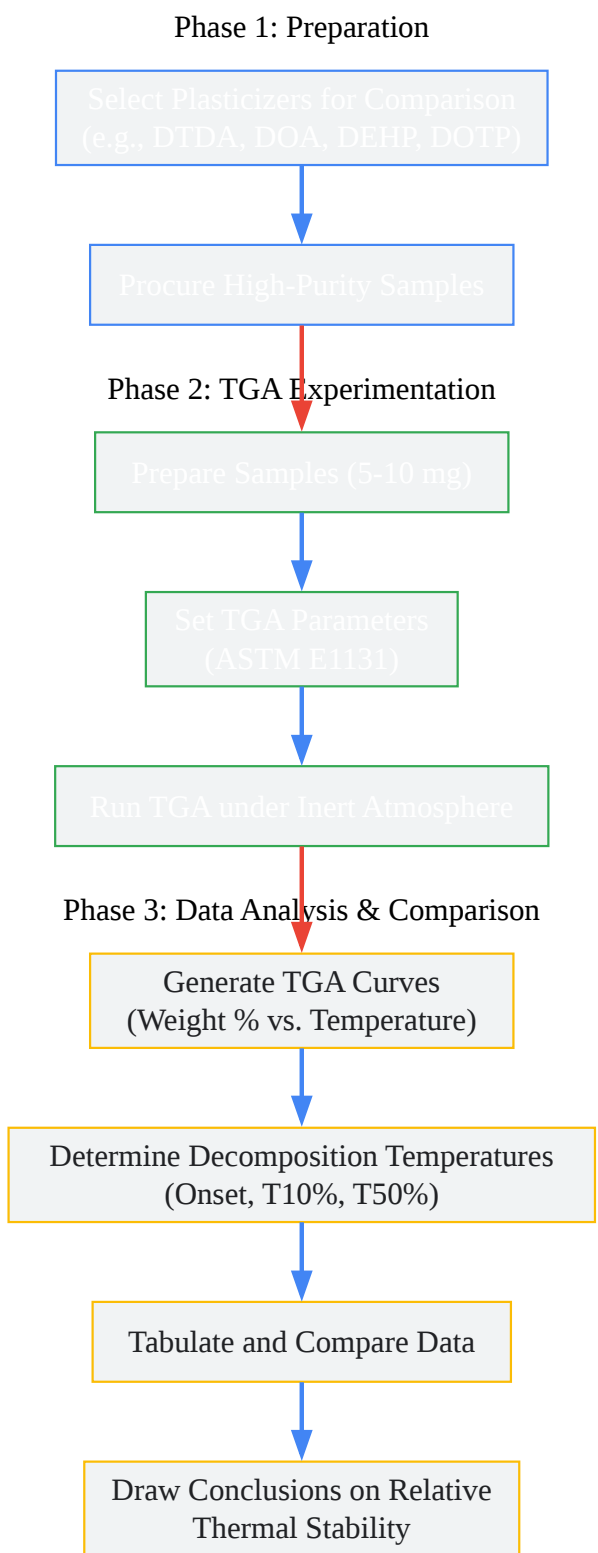 Phase 1: Preparation
Select Plasticizers for Comparison
(e.g., DTDA, DOA, DEHP, DOTP)
Procure High-Purity Samples
Phase 2: TGA Experimentation
Prepare Samples (5-10 mg)
Set TGA Parameters
(ASTM E1131)
Run TGA under Inert Atmosphere
Phase 3: Data Analysis & Comparison
Generate TGA Curves
(Weight % vs. Temperature)
Determine Decomposition Temperatures
(Onset, T10%, T50%)
Tabulate and Compare Data
Draw Conclusions on Relative
Thermal Stability